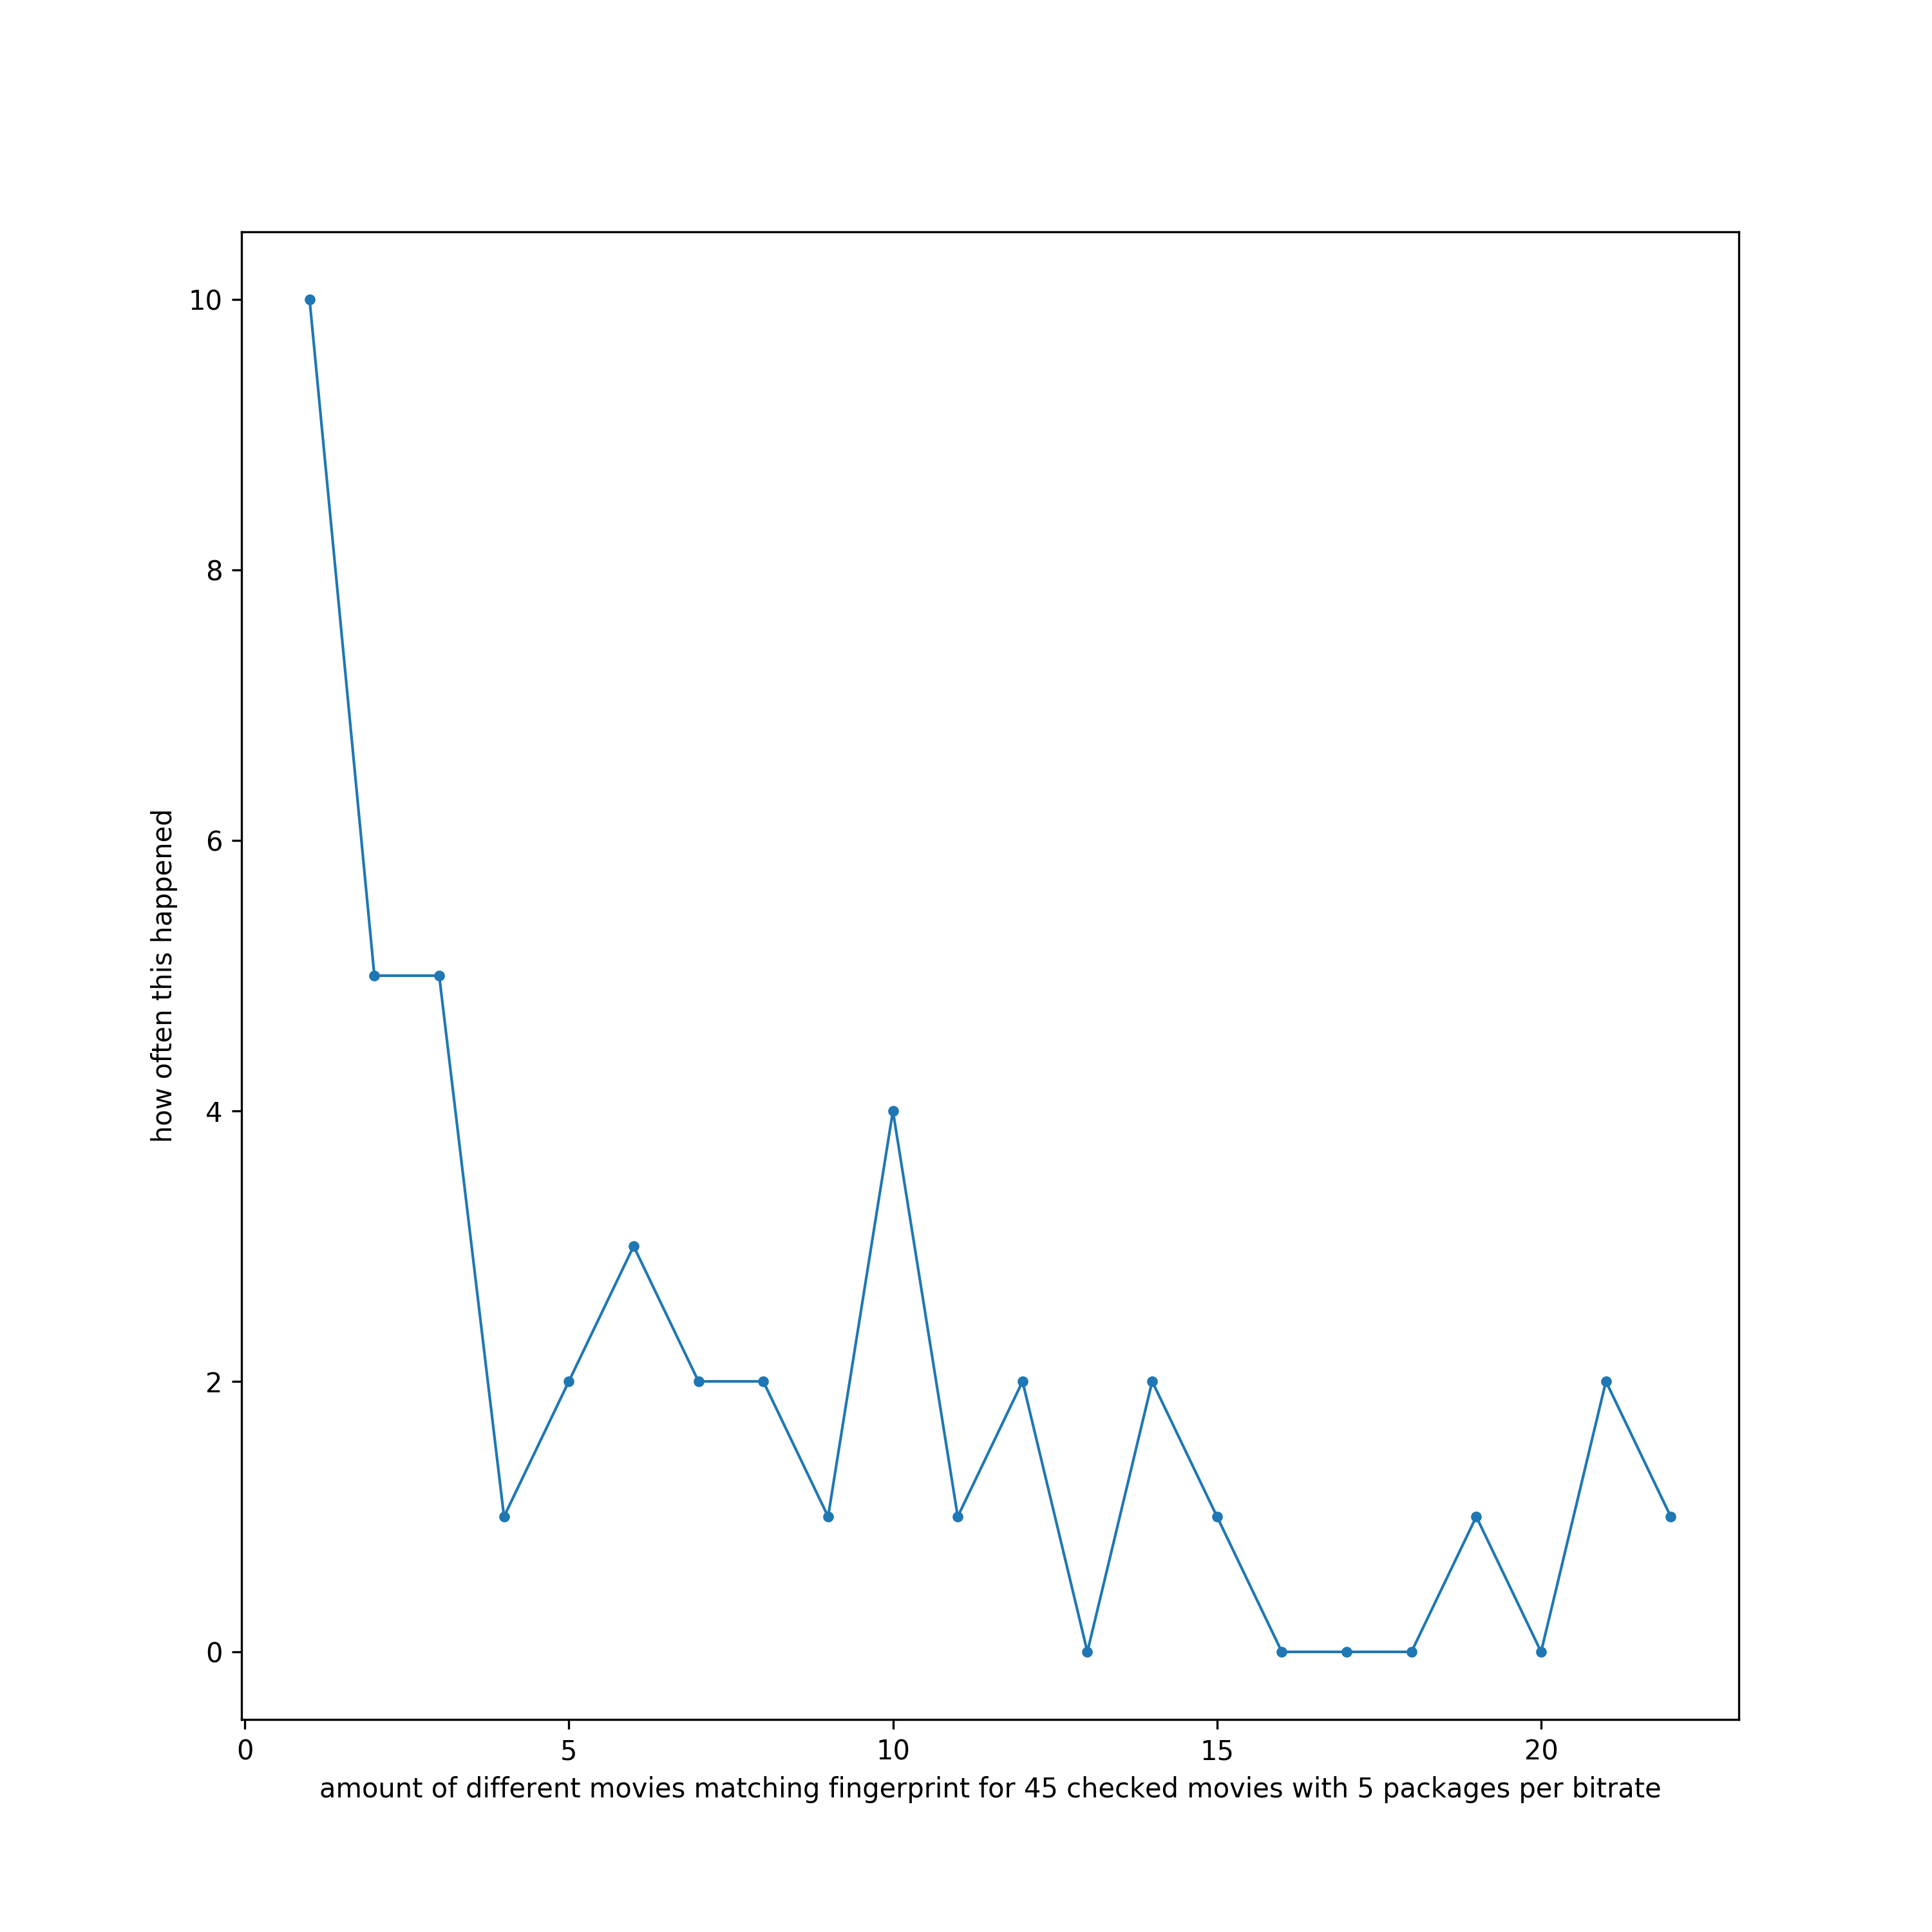 10
8
6
4
2
0
how often this happened
0 5 10 15 20
amount of different movies matching fingerprint for 45 checked movies with 5 packages per bitrate